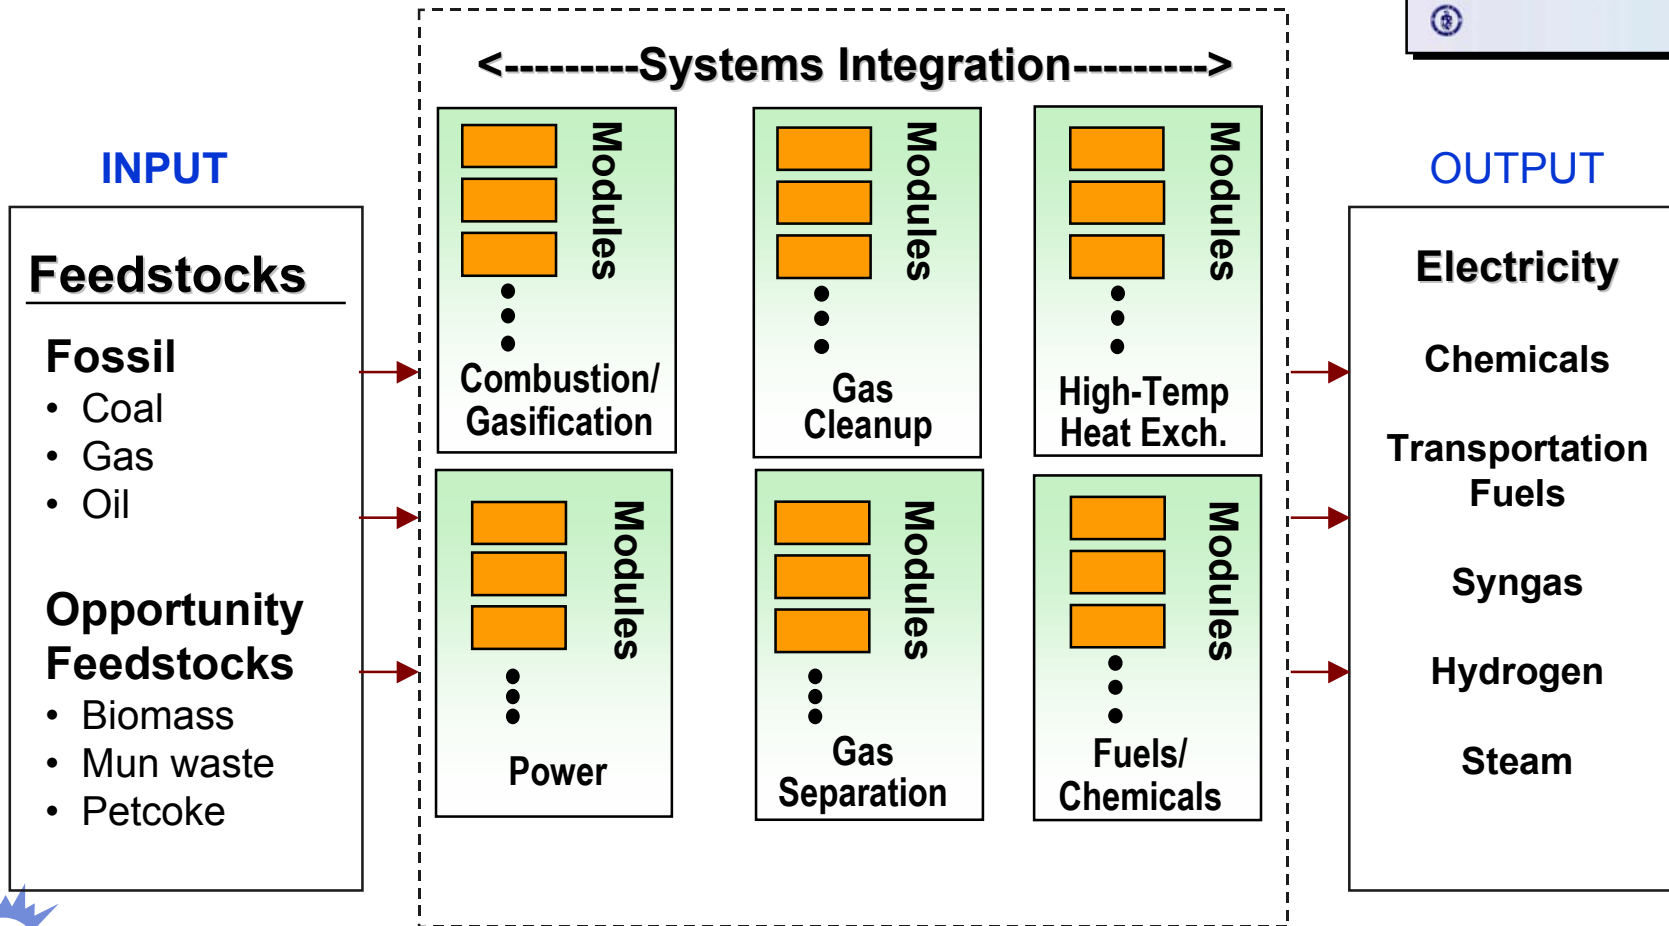 <---------Systems Integration--------->
INPUT
Feedstocks
Fossil
• Coal
• Gas
• Oil
Opportunity
Feedstocks
• Biomass
• Mun waste
• Petcoke
Modules
Combustion/
Gasification
Modules
Gas
Cleanup
Modules
High-Temp
Heat Exch.
Modules
Power
Modules
Gas
Separation
Modules
Fuels/
Chemicals
OUTPUT
Electricity
Chemicals
Transportation
Fuels
Syngas
Hydrogen
Steam